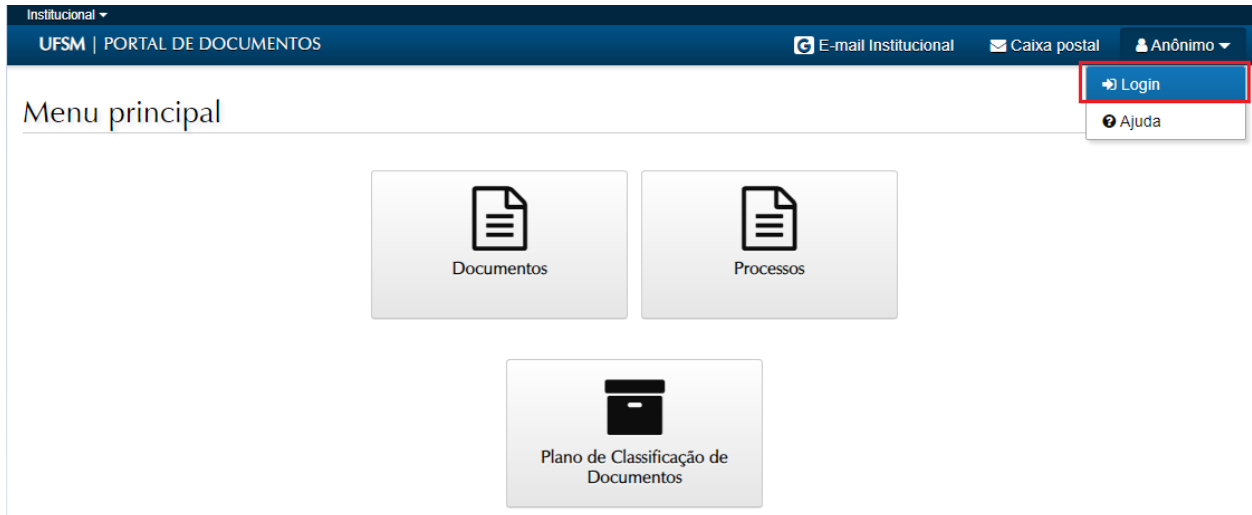 Institucional
UFSM | PORTAL DE DOCUMENTOS
E-mail Institucional
Caixa postal
Anônimo
Login
Ajuda
Menu principal
Documentos
Processos
Plano de Classificação de
Documentos